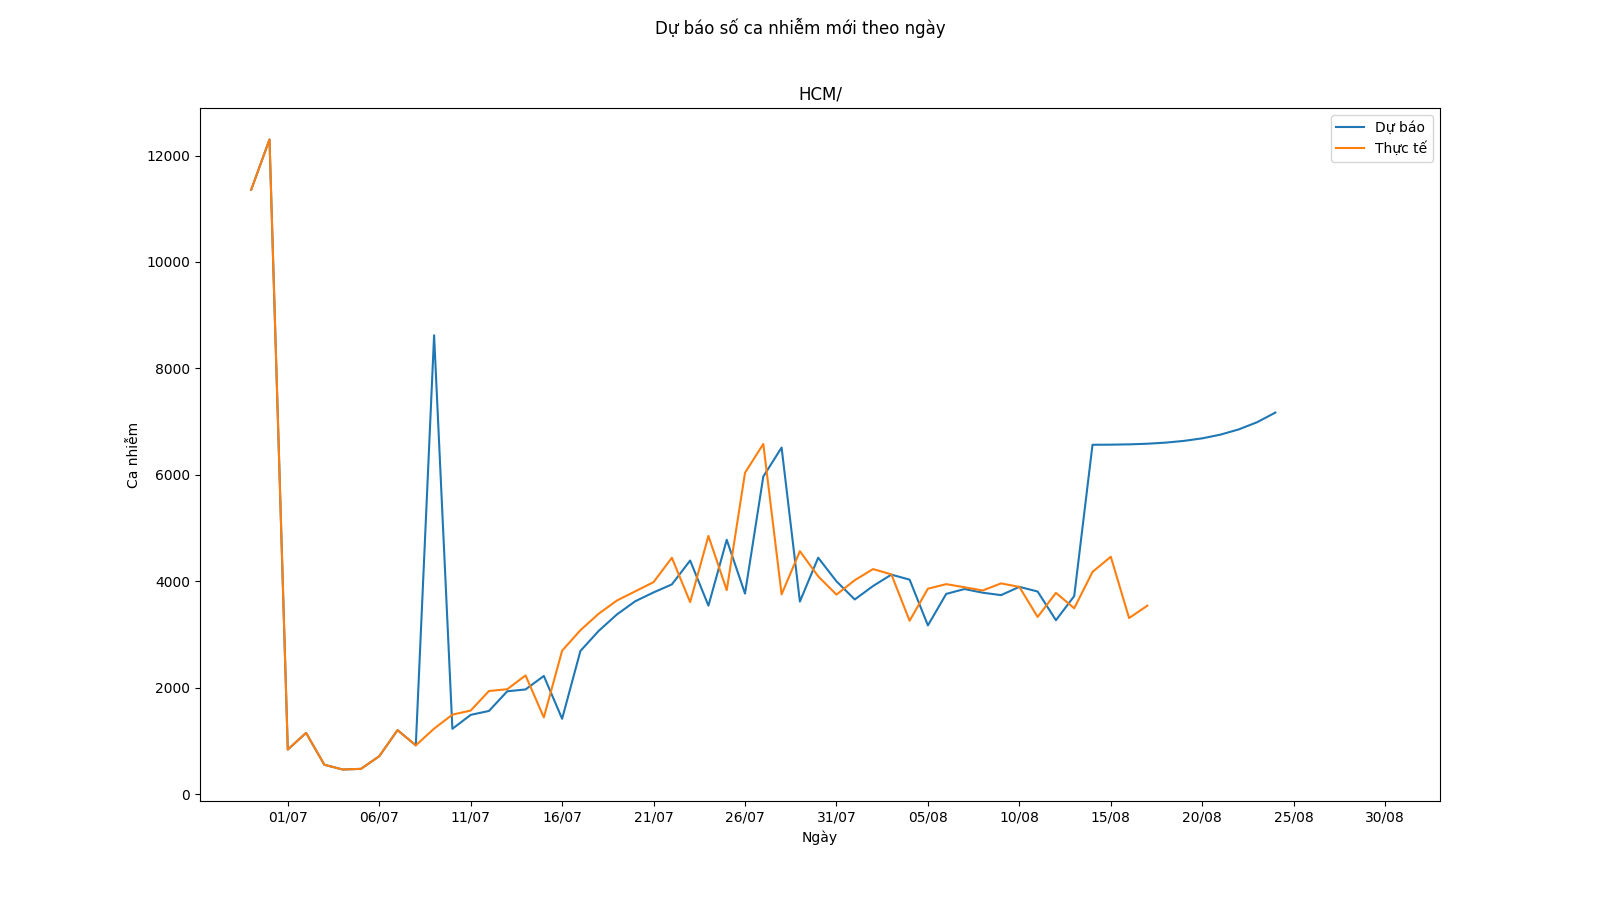 Dự báo số ca nhiễm mới theo ngày
HCM/
Dự báo
Thực tế
12000
10000
8000
6000
4000
2000
0
Ca nhiễm
01/07 06/07 11/07 16/07 21/07 26/07 31/07 05/08 10/08 15/08 20/08 25/08 30/08
Ngày